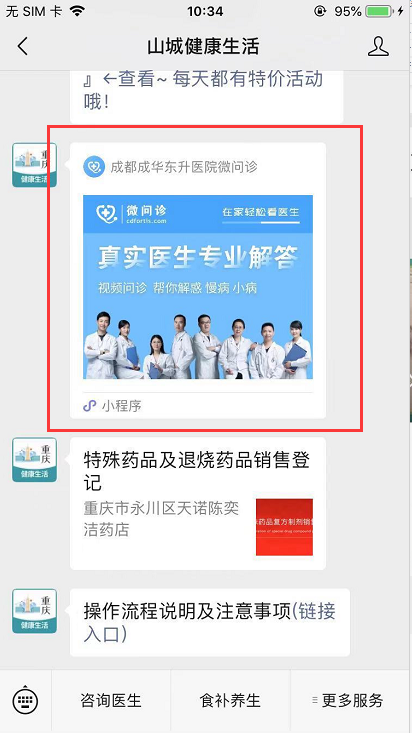 无 SIM 卡
10:34
95%
山城健康生活
』←查看~ 每天都有特价活动
哦!
重庆
健康生活
成都成华东升医院微问诊
微问诊
cdfortis.com
在家轻松看医生
真实医生专业解答
视频问诊 帮你解惑 慢病 小病
小程序
重庆
健康生活
特殊药品及退烧药品销售登
记
重庆市永川区天诺陈奕
洁药店
药品复方制剂销
重庆
健康生活
操作流程说明及注意事项(链接
入口)
咨询医生
食补养生
更多服务